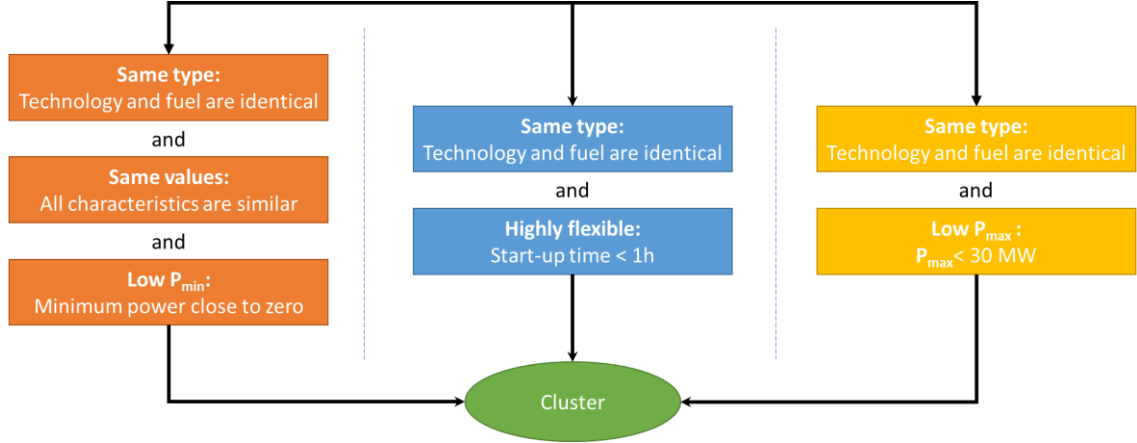 Same type:
Technology and fuel are identical
and
Same values:
All characteristics are similar
and
Low Pmin:
Minimum power close to zero
Same type:
Technology and fuel are identical
and
Highly flexible:
Start-up time < 1h
Same type:
Technology and fuel are identical
and
Low Pmax :
Pmax< 30 MW
Cluster